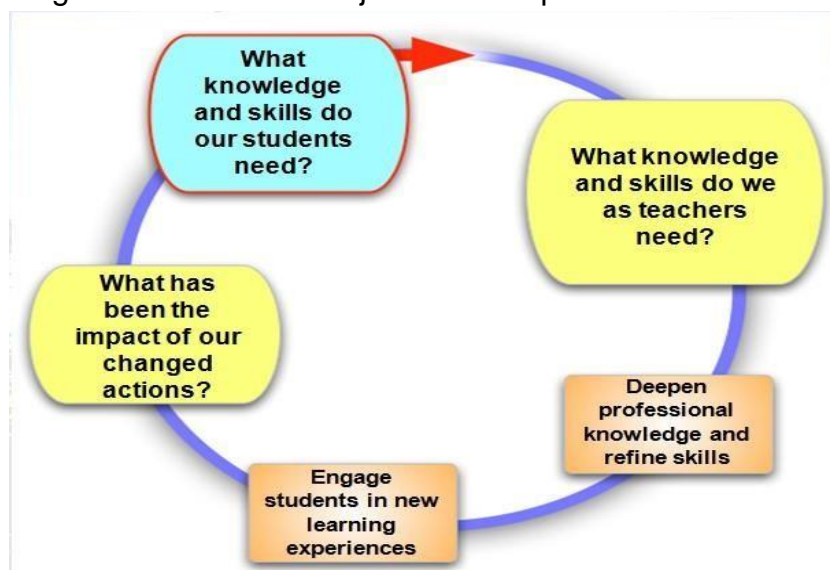 What
knowledge
and skills do
our students
need?
What knowledge
and skills do we
as teachers
need?
Deepen
professional
knowledge and
refine skills
Engage
students in new
learning
experiences
What has
been the
impact of our
changed
actions?